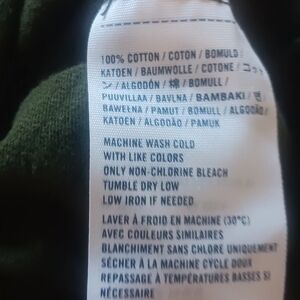 100% COTTON / COTON / BOMULD /
KATOEN / BAUMWOLLE / COTONE / コット
ン / ALGODÓN / 棉 / BOMULL /
PUUVILLAA / BAVLNA / ΒΑΜΒΑΚΙ / 면 /
BAWEŁNA / PAMUT / BOMULL / ALGODÃO /
KATOEN / ALGODÃO / PAMUK
MACHINE WASH COLD
WITH LIKE COLORS
ONLY NON-CHLORINE BLEACH
TUMBLE DRY LOW
LOW IRON IF NEEDED
LAVER À FROID EN MACHINE (30°C)
AVEC COULEURS SIMILAIRES
BLANCHIMENT SANS CHLORE UNIQUEMENT
SÉCHER À LA MACHINE CYCLE DOUX
REPASSAGE À TEMPÉRATURES BASSES SI
NÉCESSAIRE